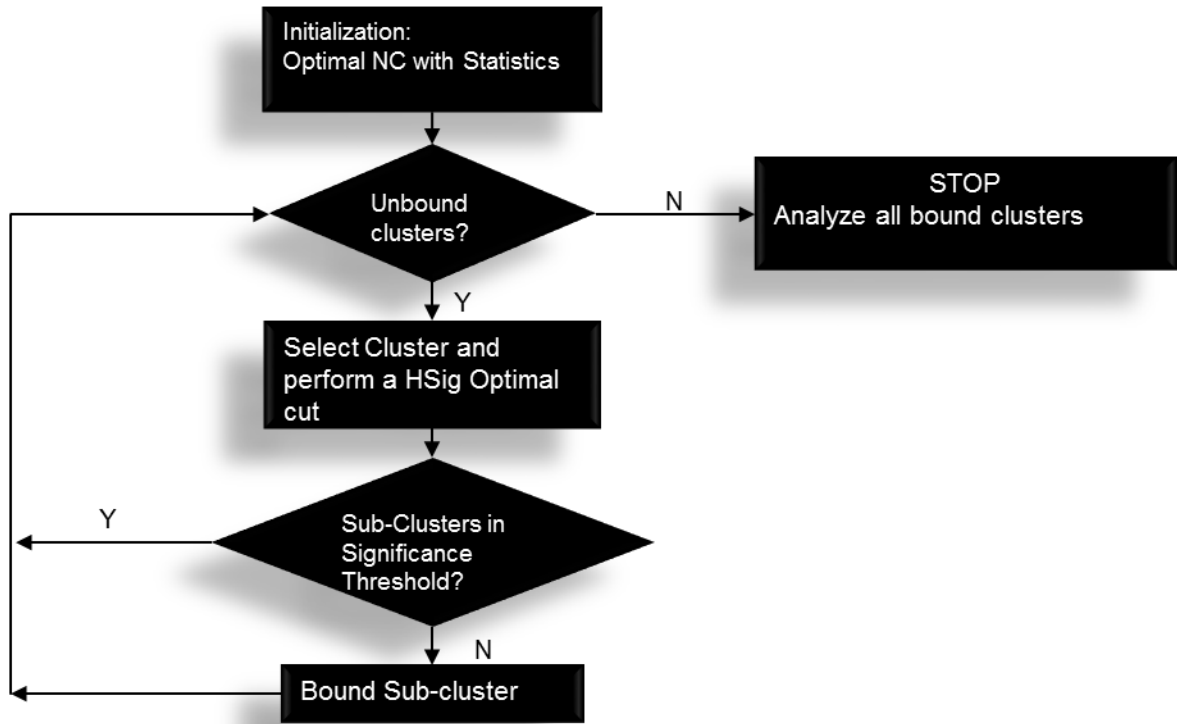 Initialization:
Optimal NC with Statistics
Unbound
clusters?
N
STOP
Analyze all bound clusters
Y
Select Cluster and
perform a HSig Optimal
cut
Y
Sub-Clusters in
Significance
Threshold?
N
Bound Sub-cluster